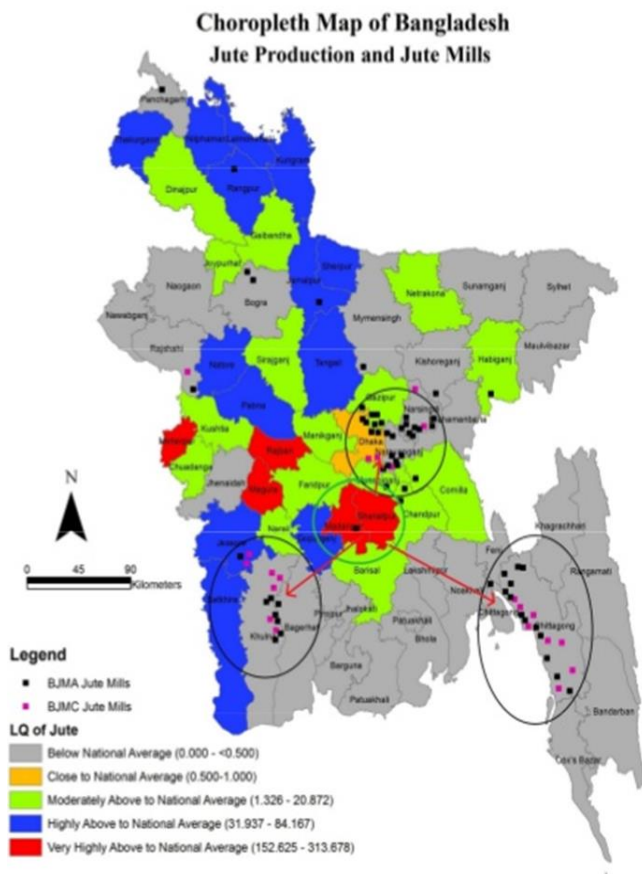 Choropleth Map of Bangladesh
Jute Production and Jute Mills
Panchagarh
Thakurgaon
Nilphamari
Kurigram
Rangpur
Dinajpur
Gaibandha
Joypurhat
Sherpur
Jamalpur
Naogaon
Bogra
Netrakona
Sunamganj
Sylhet
Nawabganj
Mymensingh
Rajshahi
Natore
Sirajganj
Tangail
Kishoreganj
Habiganj
Maulvibazar
Pabna
Gazipur
Narsingdi
Kushtia
Manikganj
Dhaka
Chuadanga
Rajbari
Jhenaidah
Magura
Faridpur
Comilla
Narail
Shariatpur
Chandpur
Khagrachhari
N
Jessore
Gopalganj
Feni
Barisal
Lakshmipur
Noakhali
Rangamati
Satkhira
0 45 90
Kilometers
Khulna
Bagerhat
Pirojpur
Jhalakati
Patuakhali
Bhola
Chittagong
Chittagong
Barguna
Patuakhali
Banderban
Cox's Bazar
Legend
BJMA Jute Mills
BJMC Jute Mills
LQ of Jute
Below National Average (0.000 - <0.500)
Close to National Average (0.500-1.000)
Moderately Above to National Average (1.326 - 20.872)
Highly Above to National Average (31.937 - 84.167)
Very Highly Above to National Average (152.625 - 313.678)